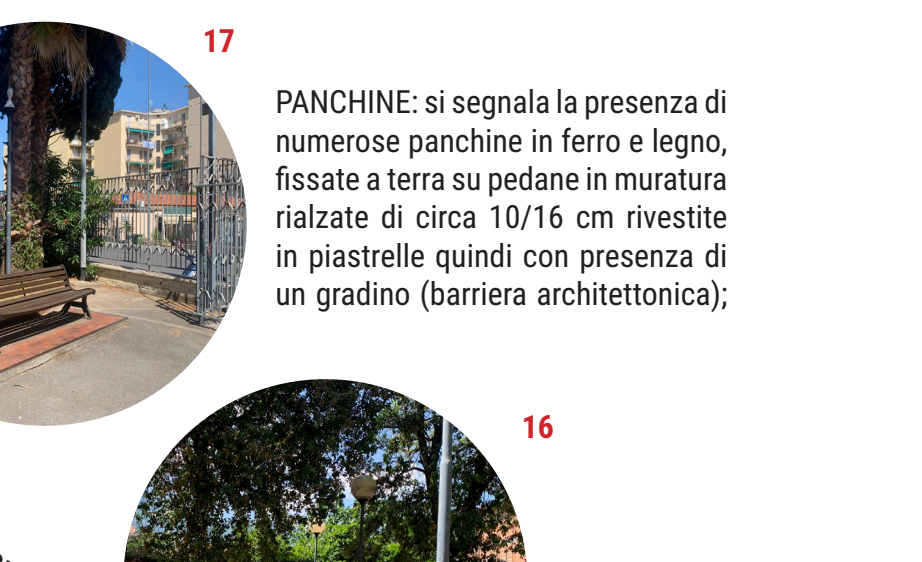 17
PANCHINE: si segnala la presenza di
numerose panchine in ferro e legno,
fissate a terra su pedane in muratura
rialzate di circa 10/16 cm rivestite
in piastrelle quindi con presenza di
un gradino (barriera architettonica);
16